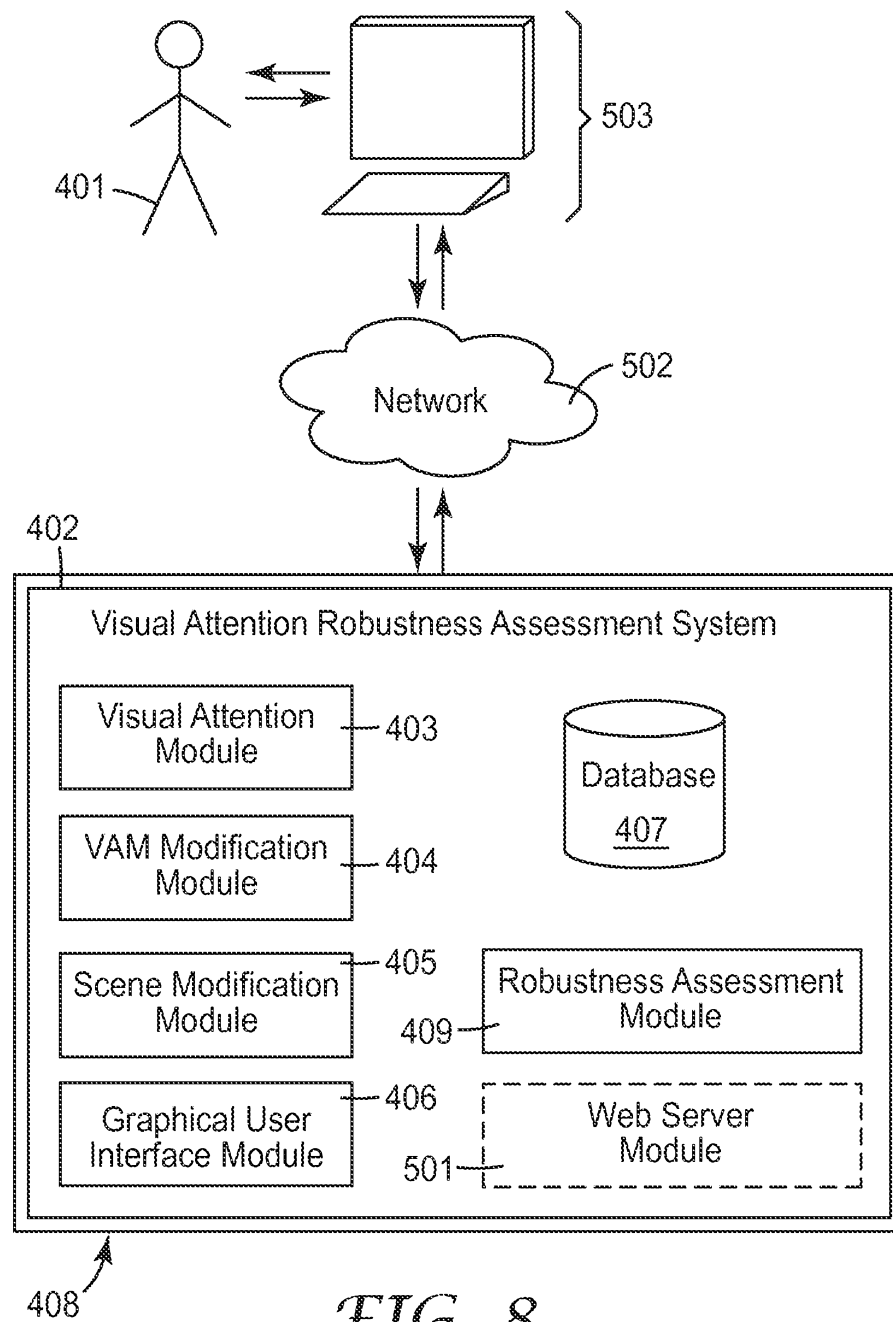 503
401
Network
502
402
Visual Attention Robustness Assessment System
Visual Attention
Module
403
VAM Modification
Module
404
Scene Modification
Module
405
Graphical User
Interface Module
406
Database
407
Robustness Assessment
Module
409
Web Server
Module
501
408
FIG. 8